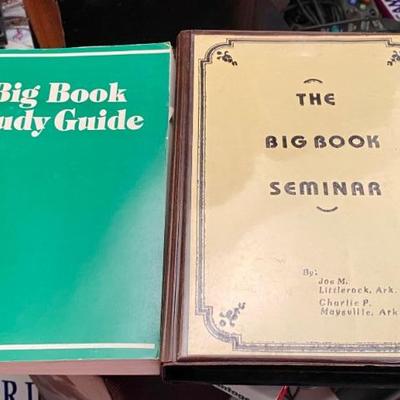 Big Book
udy Guide
THE
BIG BOOK
SEMINAR
By:
Joe M.
Littlerock, Ark.
Charlie P.
Maysville, Ark